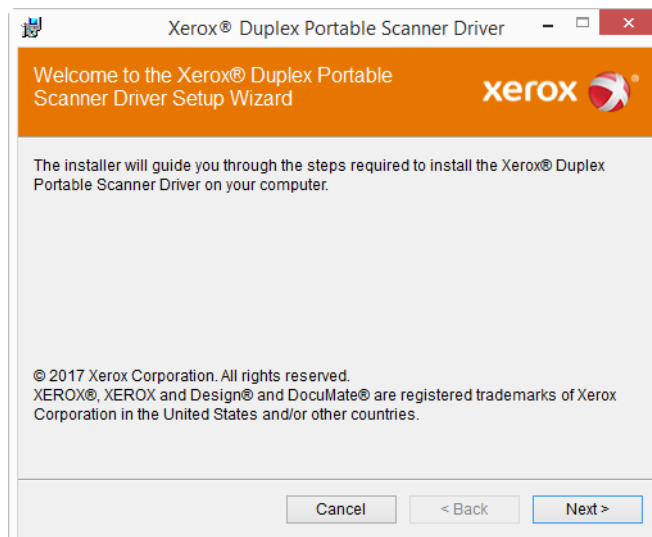 Xerox® Duplex Portable Scanner Driver
Welcome to the Xerox® Duplex Portable
Scanner Driver Setup Wizard
xerox ®
The installer will guide you through the steps required to install the Xerox® Duplex
Portable Scanner Driver on your computer.
© 2017 Xerox Corporation. All rights reserved.
XEROX®, XEROX and Design® and DocuMate® are registered trademarks of Xerox
Corporation in the United States and/or other countries.
Cancel
< Back
Next >